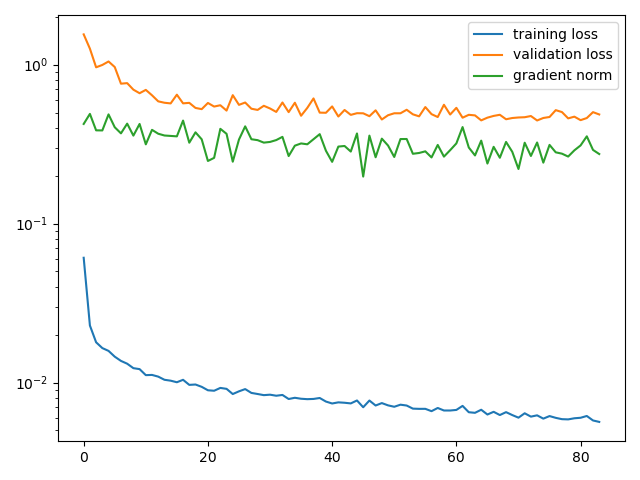 training loss
validation loss
gradient norm
10⁰
10⁻¹
10⁻²
0 20 40 60 80